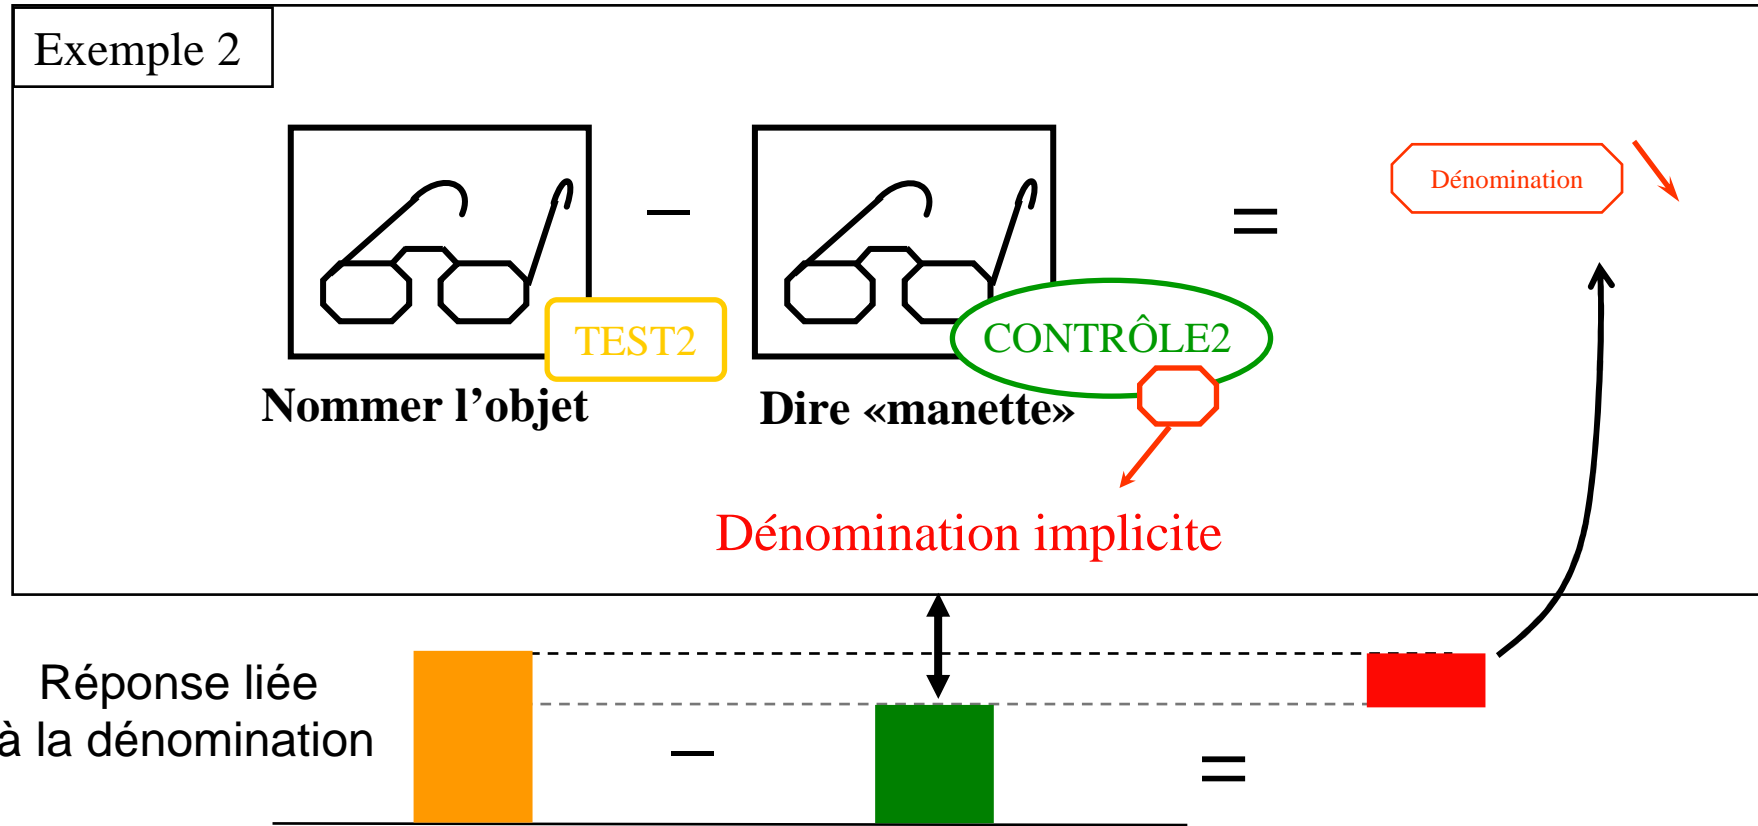 Exemple 2
Dénomination
TEST2
CONTRÔLE2
Nommer l’objet
Dire «manette»
Dénomination implicite
Réponse liée
à la dénomination